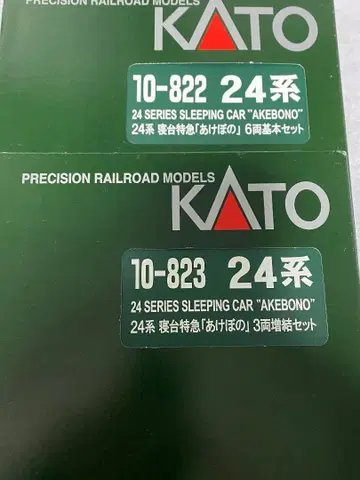 PRECISION RAILROAD MODELS
KATO
10-822 24系
24 SERIES SLEEPING CAR "AKEBONO"
24系 寝台特急「あけぼの」 6両基本セット
PRECISION RAILROAD MODELS
KATO
10-823 24系
24 SERIES SLEEPING CAR "AKEBONO"
24系 寝台特急「あけぼの」 3両増結セット